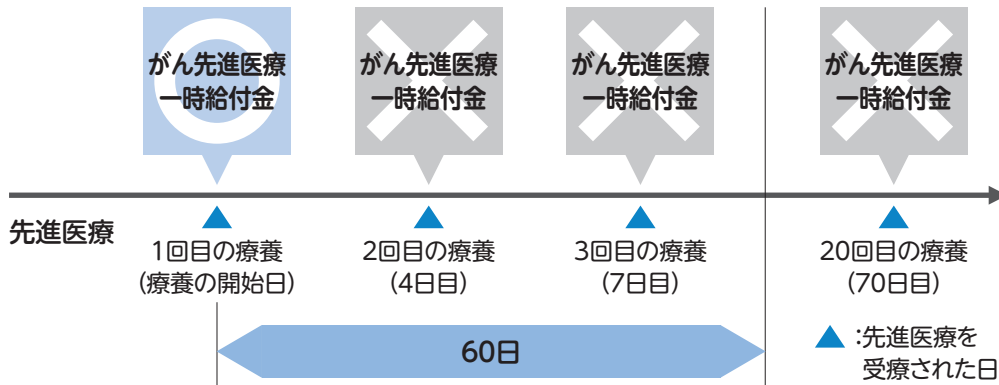 がん先進医療
一時給付金
がん先進医療
一時給付金
がん先進医療
一時給付金
がん先進医療
一時給付金
先進医療
1回目の療養
(療養の開始日)
2回目の療養
(4日目)
3回目の療養
(7日目)
20回目の療養
(70日目)
60日
▲:先進医療を
受療された日